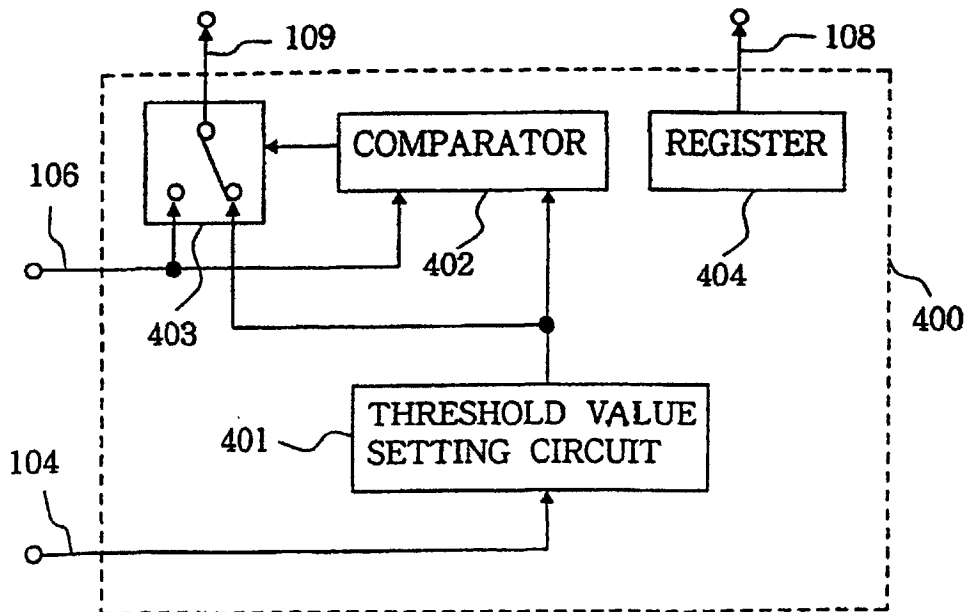 109
108
COMPARATOR
REGISTER
106
402
404
403
400
THRESHOLD VALUE
SETTING CIRCUIT
401
104